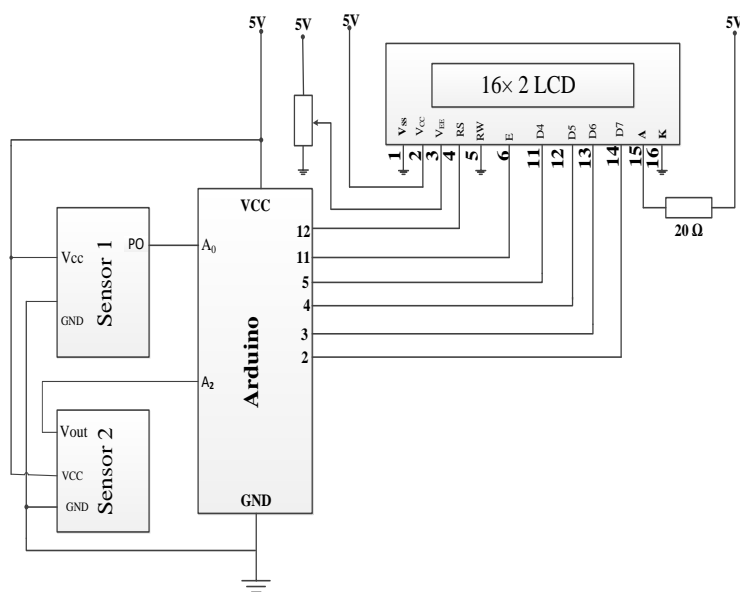 5V
5V
5V
5V
16× 2 LCD
VSS
VCC
VEE
RS
RW
E
D4
D5
D6
D7
A
K
1
2
3
4
5
6
11
12
13
14
15
16
20 Ω
VCC
12
11
5
4
3
2
A0
A2
Arduino
GND
PO
Vcc
GND
Sensor 1
Vout
VCC
GND
Sensor 2